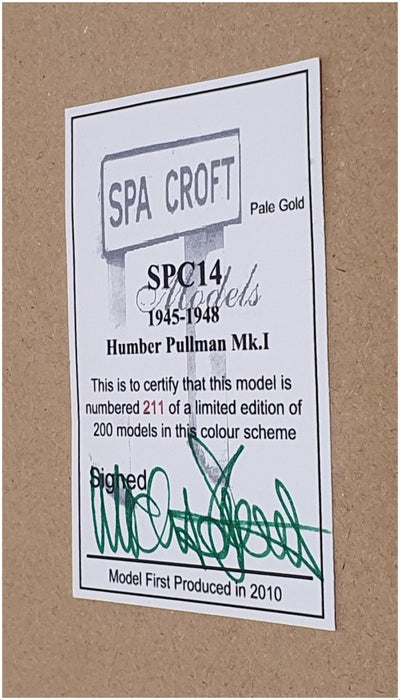 SPA CROFT
Pale Gold
SPC14
Models
1945-1948
Humber Pullman Mk.I
This is to certify that this model is
numbered 211 of a limited edition of
200 models in this colour scheme
Signed
Model First Produced in 2010